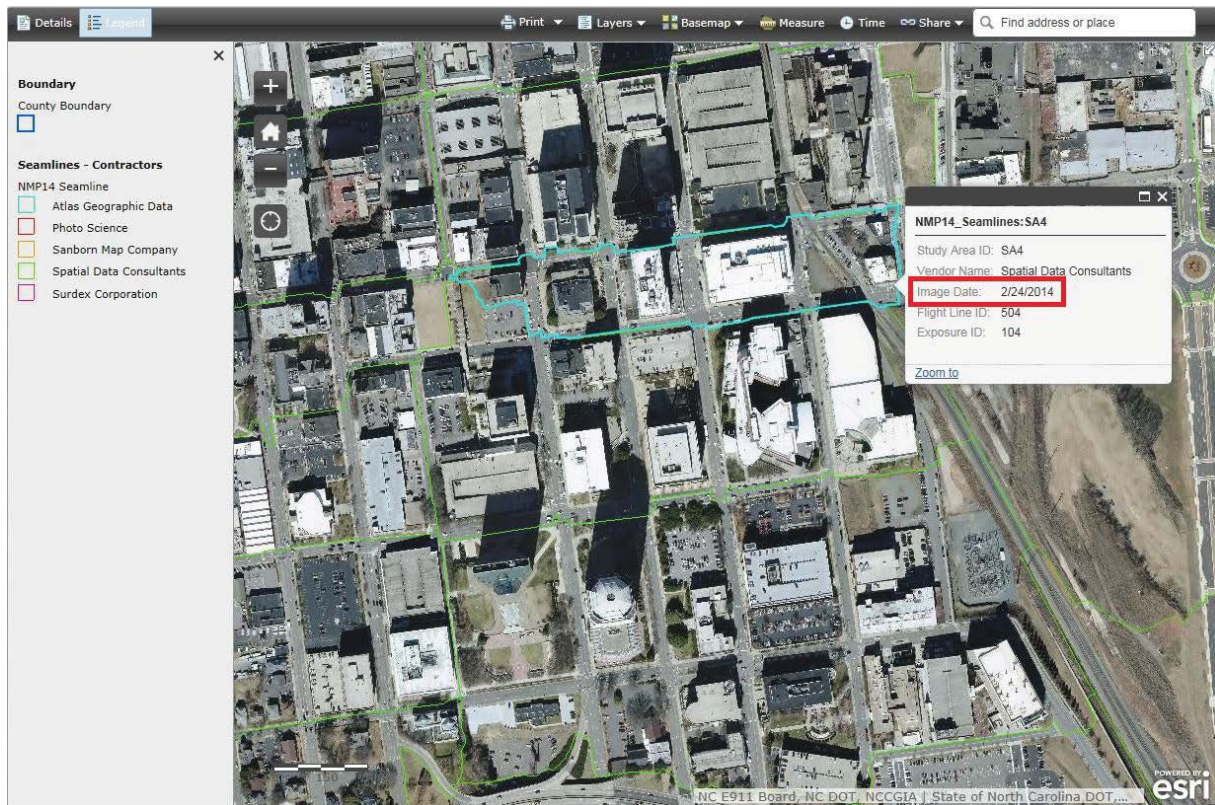 Details Legend Print Layers Basemap Measure Time Share Find address or place
Boundary
County Boundary
Seamlines - Contractors
NMP14 Seamline
Atlas Geographic Data
Photo Science
Sanborn Map Company
Spatial Data Consultants
Surdex Corporation
NMP14_Seamlines:SA4
Study Area ID: SA4
Vendor Name: Spatial Data Consultants
Image Date: 2/24/2014
Flight Line ID: 504
Exposure ID: 104
Zoom to
150
NC E911 Board, NC DOT, NCCGIA | State of North Carolina DOT,...
POWERED BY
esri